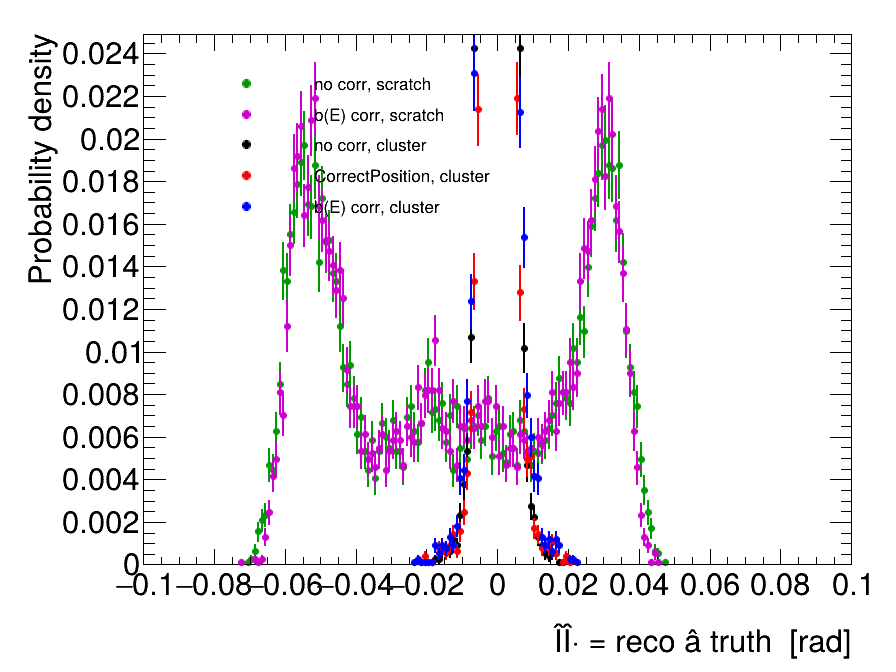 Probability density
0.024
0.022
0.02
0.018
0.016
0.014
0.012
0.01
0.008
0.006
0.004
0.002
0
no corr, scratch
b(E) corr, scratch
no corr, cluster
CorrectPosition, cluster
b(E) corr, cluster
−0.1 −0.08 −0.06 −0.04 −0.02 0 0.02 0.04 0.06 0.08 0.1
ÎÎ· = reco â truth [rad]